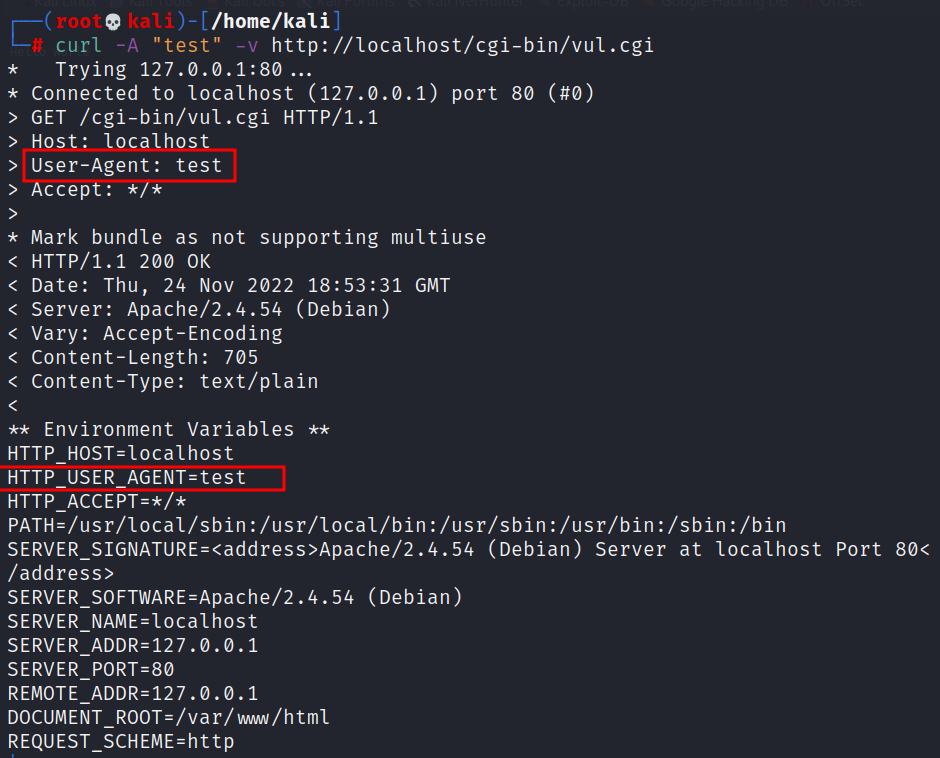 (root💀kali)-[/home/kali]
# curl -A "test" -v http://localhost/cgi-bin/vul.cgi
*   Trying 127.0.0.1:80...
* Connected to localhost (127.0.0.1) port 80 (#0)
> GET /cgi-bin/vul.cgi HTTP/1.1
> Host: localhost
> User-Agent: test
> Accept: */*
>
* Mark bundle as not supporting multiuse
< HTTP/1.1 200 OK
< Date: Thu, 24 Nov 2022 18:53:31 GMT
< Server: Apache/2.4.54 (Debian)
< Vary: Accept-Encoding
< Content-Length: 705
< Content-Type: text/plain
<
** Environment Variables **
HTTP_HOST=localhost
HTTP_USER_AGENT=test
HTTP_ACCEPT=*/*
PATH=/usr/local/sbin:/usr/local/bin:/usr/sbin:/usr/bin:/sbin:/bin
SERVER_SIGNATURE=<address>Apache/2.4.54 (Debian) Server at localhost Port 80<
/address>
SERVER_SOFTWARE=Apache/2.4.54 (Debian)
SERVER_NAME=localhost
SERVER_ADDR=127.0.0.1
SERVER_PORT=80
REMOTE_ADDR=127.0.0.1
DOCUMENT_ROOT=/var/www/html
REQUEST_SCHEME=http